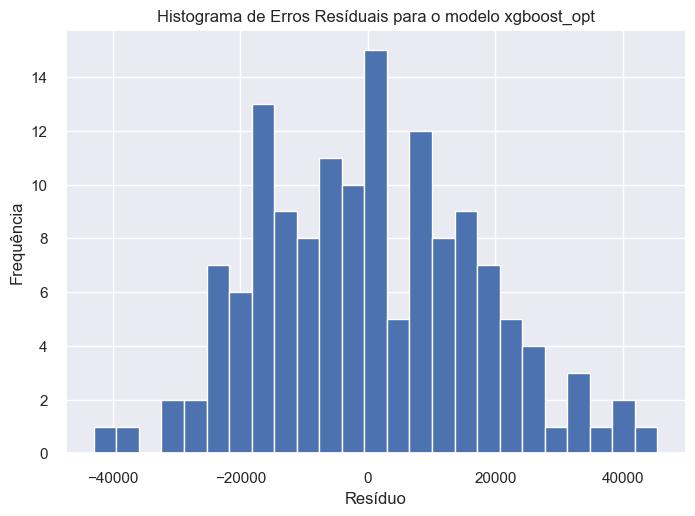 Histograma de Erros Resíduais para o modelo xgboost_opt
Frequência
14
12
10
8
6
4
2
0
−40000 −20000 0 20000 40000
Resíduo